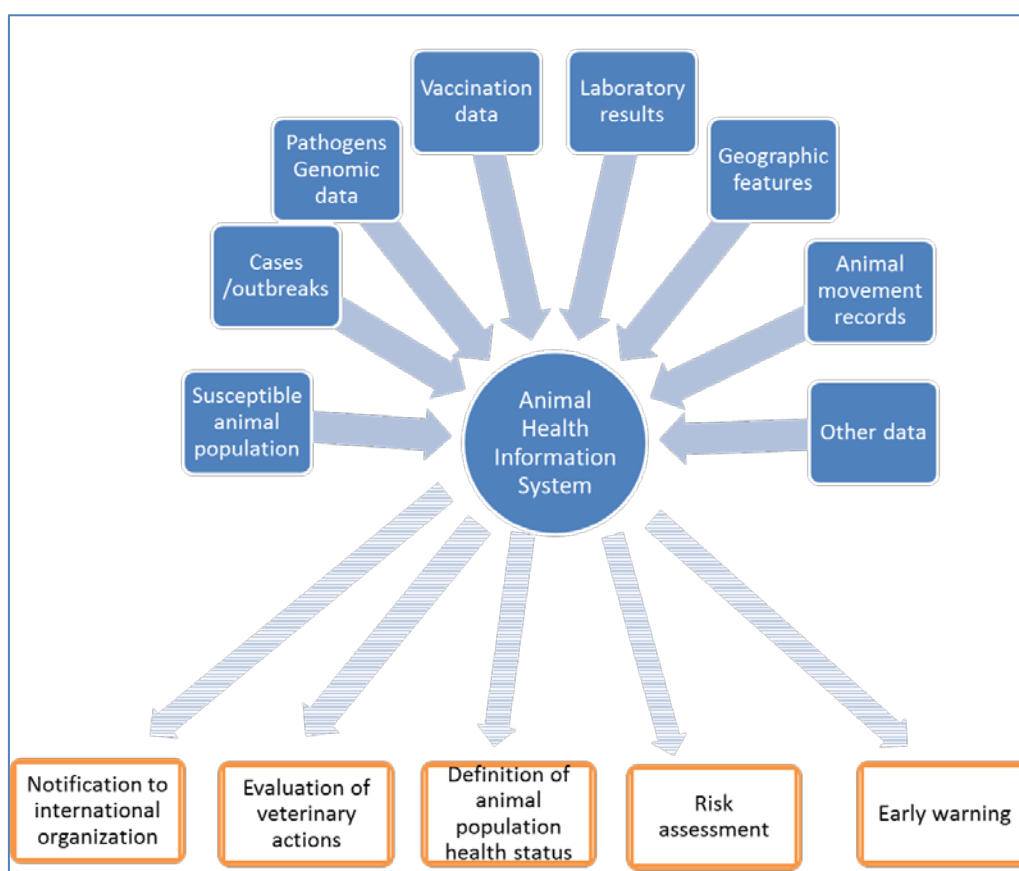 Vaccination
data
Laboratory
results
Pathogens
Genomic
data
Geographic
features
Cases
/outbreaks
Animal
movement
records
Susceptible
animal
population
Animal
Health
Information
System
Other data
Notification to
international
organization
Evaluation of
veterinary
actions
Definition of
animal
population
health status
Risk
assessment
Early warning